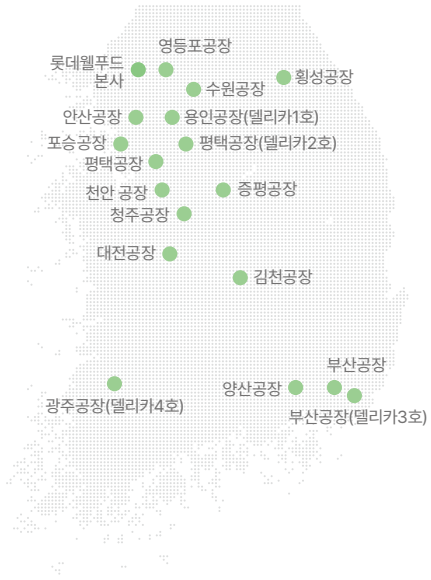 영등포공장
롯데웰푸드
본사
횡성공장
수원공장
안산공장
용인공장(델리카1호)
포승공장
평택공장(델리카2호)
평택공장
천안 공장
증평공장
청주공장
대전공장
김천공장
부산공장
양산공장
광주공장(델리카4호)
부산공장(델리카3호)